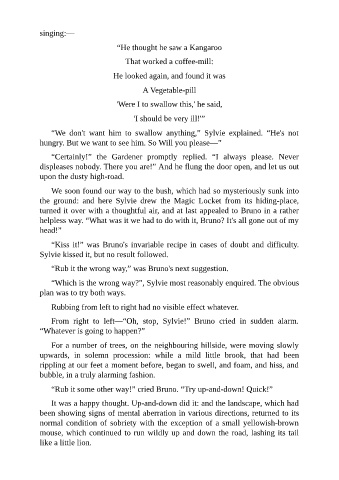 singing:—
“He thought he saw a Kangaroo
That worked a coffee-mill:
He looked again, and found it was
A Vegetable-pill
'Were I to swallow this,' he said,
'I should be very ill!'”
“We don't want him to swallow anything,” Sylvie explained. “He's not
hungry. But we want to see him. So Will you please—”
“Certainly!” the Gardener promptly replied. “I always please. Never
displeases nobody. There you are!” And he flung the door open, and let us out
upon the dusty high-road.
We soon found our way to the bush, which had so mysteriously sunk into
the ground: and here Sylvie drew the Magic Locket from its hiding-place,
turned it over with a thoughtful air, and at last appealed to Bruno in a rather
helpless way. “What was it we had to do with it, Bruno? It's all gone out of my
head!”
“Kiss it!” was Bruno's invariable recipe in cases of doubt and difficulty.
Sylvie kissed it, but no result followed.
“Rub it the wrong way,” was Bruno's next suggestion.
“Which is the wrong way?”, Sylvie most reasonably enquired. The obvious
plan was to try both ways.
Rubbing from left to right had no visible effect whatever.
From right to left—“Oh, stop, Sylvie!” Bruno cried in sudden alarm.
“Whatever is going to happen?”
For a number of trees, on the neighbouring hillside, were moving slowly
upwards, in solemn procession: while a mild little brook, that had been
rippling at our feet a moment before, began to swell, and foam, and hiss, and
bubble, in a truly alarming fashion.
“Rub it some other way!” cried Bruno. “Try up-and-down! Quick!”
It was a happy thought. Up-and-down did it: and the landscape, which had
been showing signs of mental aberration in various directions, returned to its
normal condition of sobriety with the exception of a small yellowish-brown
mouse, which continued to run wildly up and down the road, lashing its tail
like a little lion.